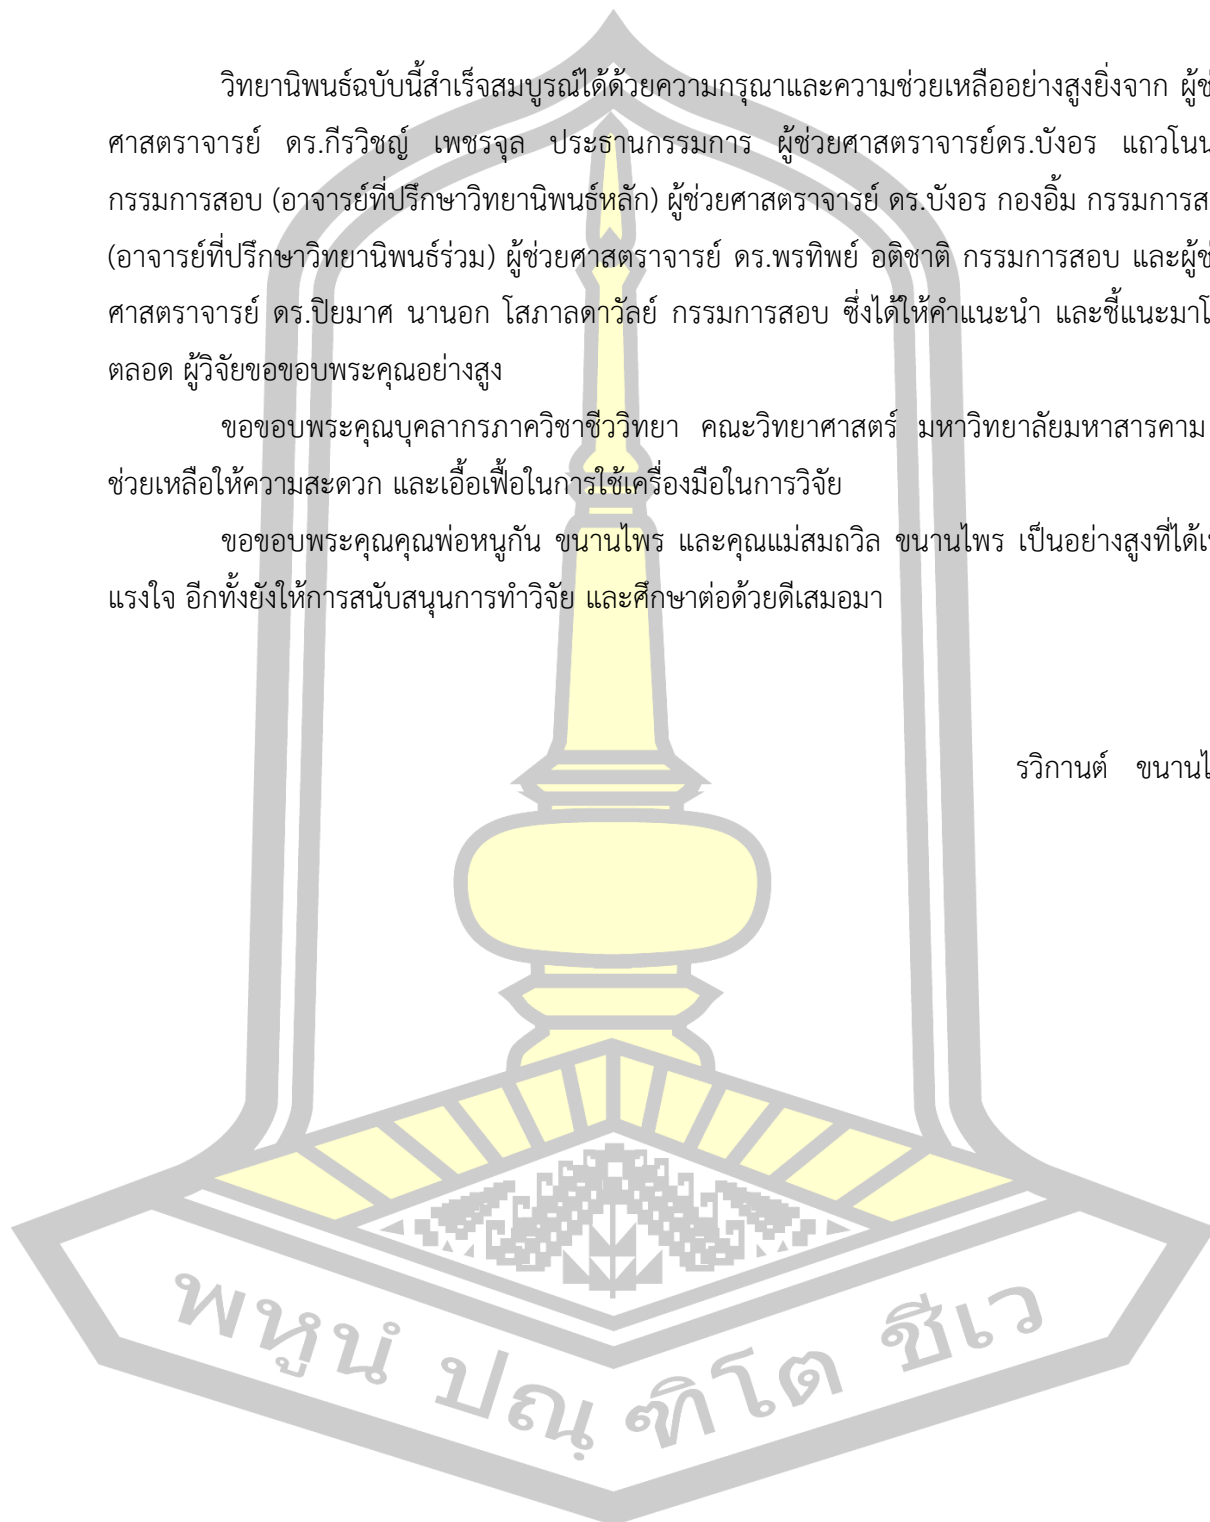 วิทยานิพนธ์ฉบับนี้สำเร็จสมบูรณ์ได้ด้วยความกรุณาและความช่วยเหลืออย่างสูงยิ่งจาก ผู้ช
ศาสตราจารย์ ดร.กีรวิชญ์ เพชรจุล ประธานกรรมการ ผู้ช่วยศาสตราจารย์ดร.บังอร แถวโนน
กรรมการสอบ (อาจารย์ที่ปรึกษาวิทยานิพนธ์หลัก) ผู้ช่วยศาสตราจารย์ ดร.บังอร กองอิ้ม กรรมการส
(อาจารย์ที่ปรึกษาวิทยานิพนธ์ร่วม) ผู้ช่วยศาสตราจารย์ ดร.พรทิพย์ อติชาติ กรรมการสอบ และผู้ช
ศาสตราจารย์ ดร.ปิยมาศ นานอก โสภาลดาวัลย์ กรรมการสอบ ซึ่งได้ให้คำแนะนำ และชี้แนะมาโ
ตลอด ผู้วิจัยขอขอบพระคุณอย่างสูง
ขอขอบพระคุณบุคลากรภาควิชาชีววิทยา คณะวิทยาศาสตร์ มหาวิทยาลัยมหาสารคาม
ช่วยเหลือให้ความสะดวก และเอื้อเฟื้อในการใช้เครื่องมือในการวิจัย
ขอขอบพระคุณคุณพ่อหนูกัน ขนานไพร และคุณแม่สมถวิล ขนานไพร เป็นอย่างสูงที่ได้เ
แรงใจ อีกทั้งยังให้การสนับสนุนการทำวิจัย และศึกษาต่อด้วยดีเสมอมา
รวิกานต์ ขนานไ
พหูนํ ปณฺฑิโต ชีเว